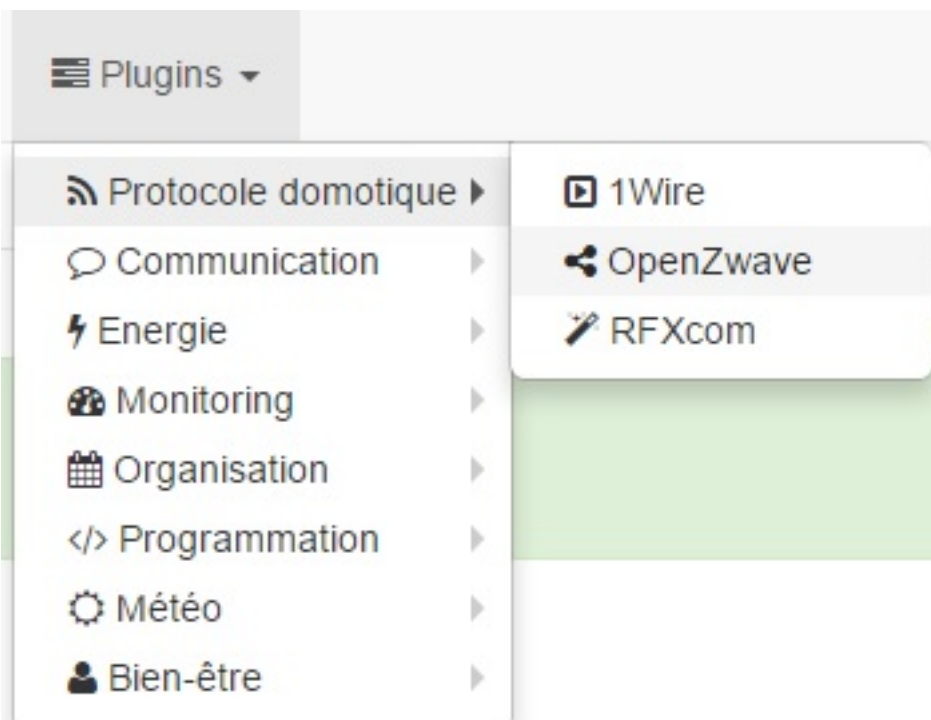 Plugins
Protocole domotique
Communication
Energie
Monitoring
Organisation
Programmation
Météo
Bien-être
1Wire
OpenZwave
RFXcom